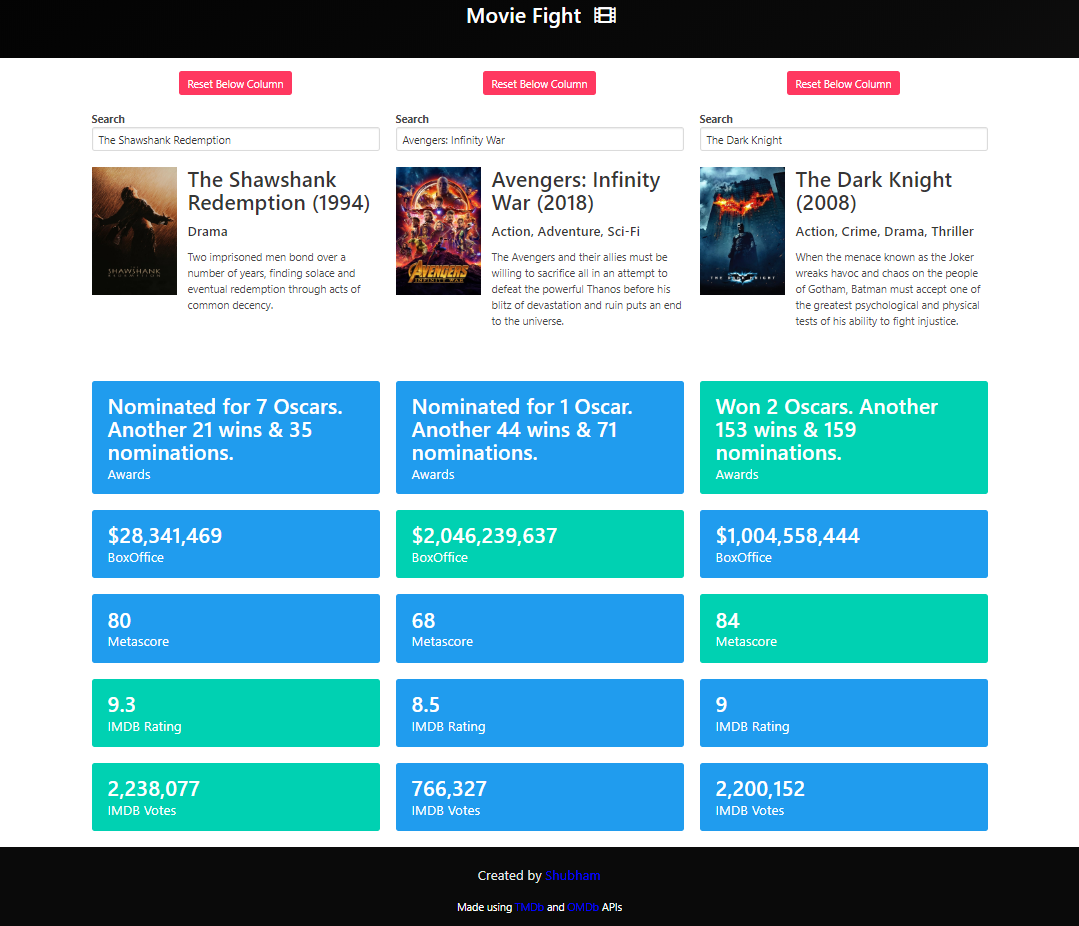 Movie Fight
Reset Below Column
Reset Below Column
Reset Below Column
Search
The Shawshank Redemption
Search
Avengers: Infinity War
Search
The Dark Knight
SHAWSHANK
REDEMPTION
The Shawshank
Redemption (1994)
Drama
Two imprisoned men bond over a
number of years, finding solace and
eventual redemption through acts of
common decency.
AVENGERS
INFINITY WAR
Avengers: Infinity
War (2018)
Action, Adventure, Sci-Fi
The Avengers and their allies must be
willing to sacrifice all in an attempt to
defeat the powerful Thanos before his
blitz of devastation and ruin puts an end
to the universe.
THE DARK KNIGHT
The Dark Knight
(2008)
Action, Crime, Drama, Thriller
When the menace known as the Joker
wreaks havoc and chaos on the people
of Gotham, Batman must accept one of
the greatest psychological and physical
tests of his ability to fight injustice.
Nominated for 7 Oscars.
Another 21 wins & 35
nominations.
Awards
Nominated for 1 Oscar.
Another 44 wins & 71
nominations.
Awards
Won 2 Oscars. Another
153 wins & 159
nominations.
Awards
$28,341,469
BoxOffice
$2,046,239,637
BoxOffice
$1,004,558,444
BoxOffice
80
Metascore
68
Metascore
84
Metascore
9.3
IMDB Rating
8.5
IMDB Rating
9
IMDB Rating
2,238,077
IMDB Votes
766,327
IMDB Votes
2,200,152
IMDB Votes
Created by Shubham
Made using TMDb and OMDb APIs